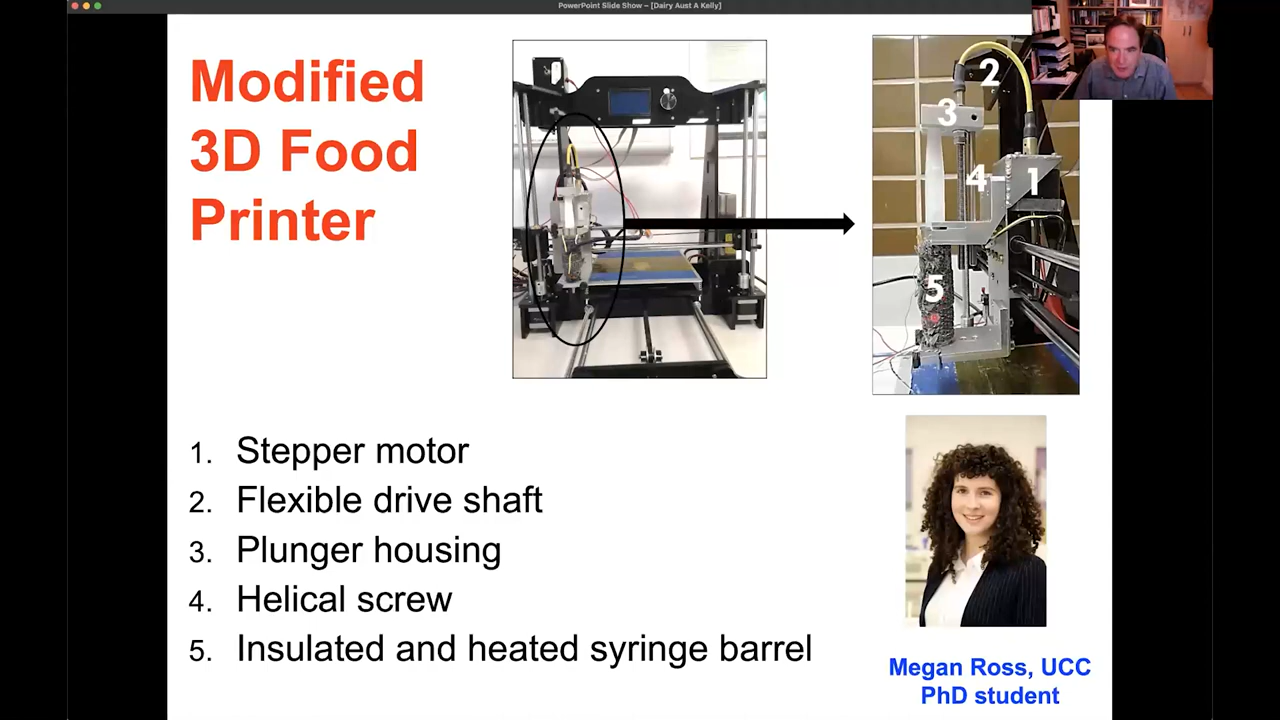 PowerPoint Slide Show – [Dairy Aust A Kelly]
Modified
3D Food
Printer
2
3
4
1
5
1. Stepper motor
2. Flexible drive shaft
3. Plunger housing
4. Helical screw
5. Insulated and heated syringe barrel
Megan Ross, UCC
PhD student